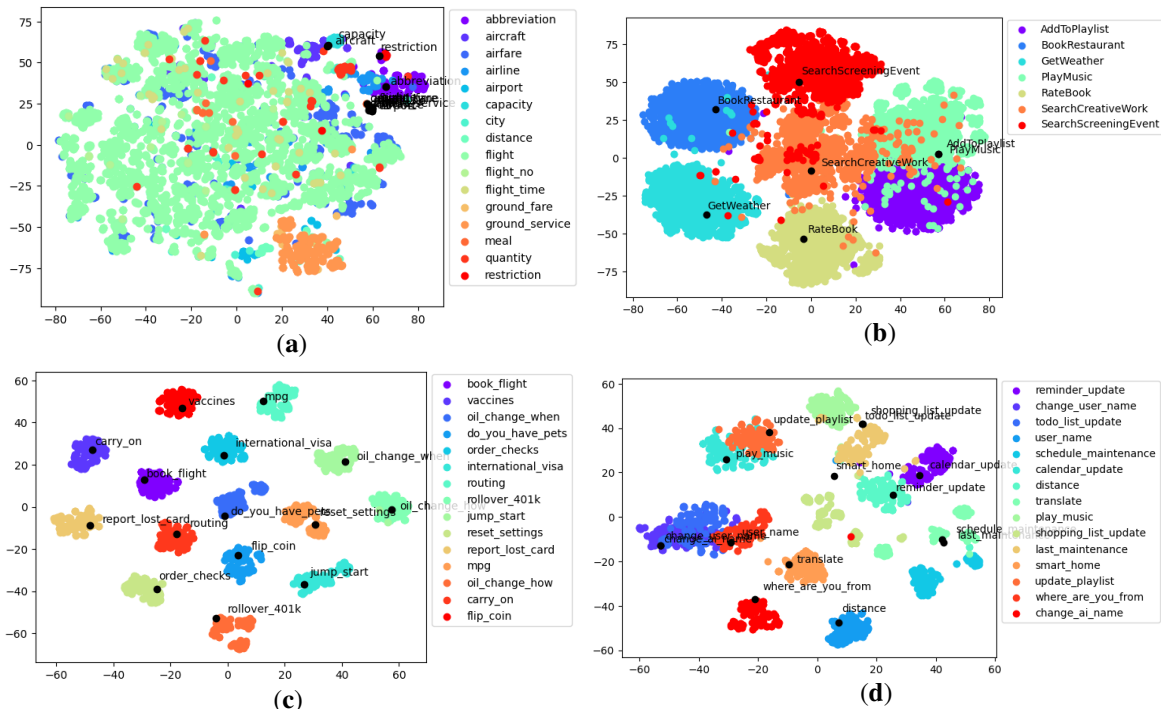 75
50
25
0
−25
−50
−75
−80
−60
−40
−20
0
20
40
60
80
capacity
aircraft
restriction
abbreviation
abbreviation
aircraft
airfare
airline
airport
capacity
city
distance
flight
flight_no
flight_time
ground_fare
ground_service
meal
quantity
restriction
(a)
75
50
25
0
−25
−50
−75
−80
−60
−40
−20
0
20
40
60
80
SearchScreeningEvent
BookRestaurant
AddToPlaylist
PlayMusic
SearchCreativeWork
GetWeather
RateBook
AddToPlaylist
BookRestaurant
GetWeather
PlayMusic
RateBook
SearchCreativeWork
SearchScreeningEvent
(b)
60
40
20
0
−20
−40
−60
−60
−40
−20
0
20
40
60
vaccines
mpg
carry_on
international_visa
oil_change_when
book_flight
do_you_have_pets
reset_settings
oil_change_how
report_lost_card
routing
flip_coin
order_checks
jump_start
rollover_401k
book_flight
vaccines
oil_change_when
do_you_have_pets
order_checks
international_visa
routing
rollover_401k
jump_start
reset_settings
report_lost_card
mpg
oil_change_how
carry_on
flip_coin
(c)
60
40
20
0
−20
−40
−60
−60
−40
−20
0
20
40
60
shopping_list_update
todo_list_update
update_playlist
play_music
smart_home
calendar_update
reminder_update
schedule_maintenance
last_maintenance
user_name
change_user_name
change_ai_name
translate
where_are_you_from
distance
reminder_update
change_user_name
todo_list_update
user_name
schedule_maintenance
calendar_update
distance
translate
play_music
shopping_list_update
last_maintenance
smart_home
update_playlist
where_are_you_from
change_ai_name
(d)